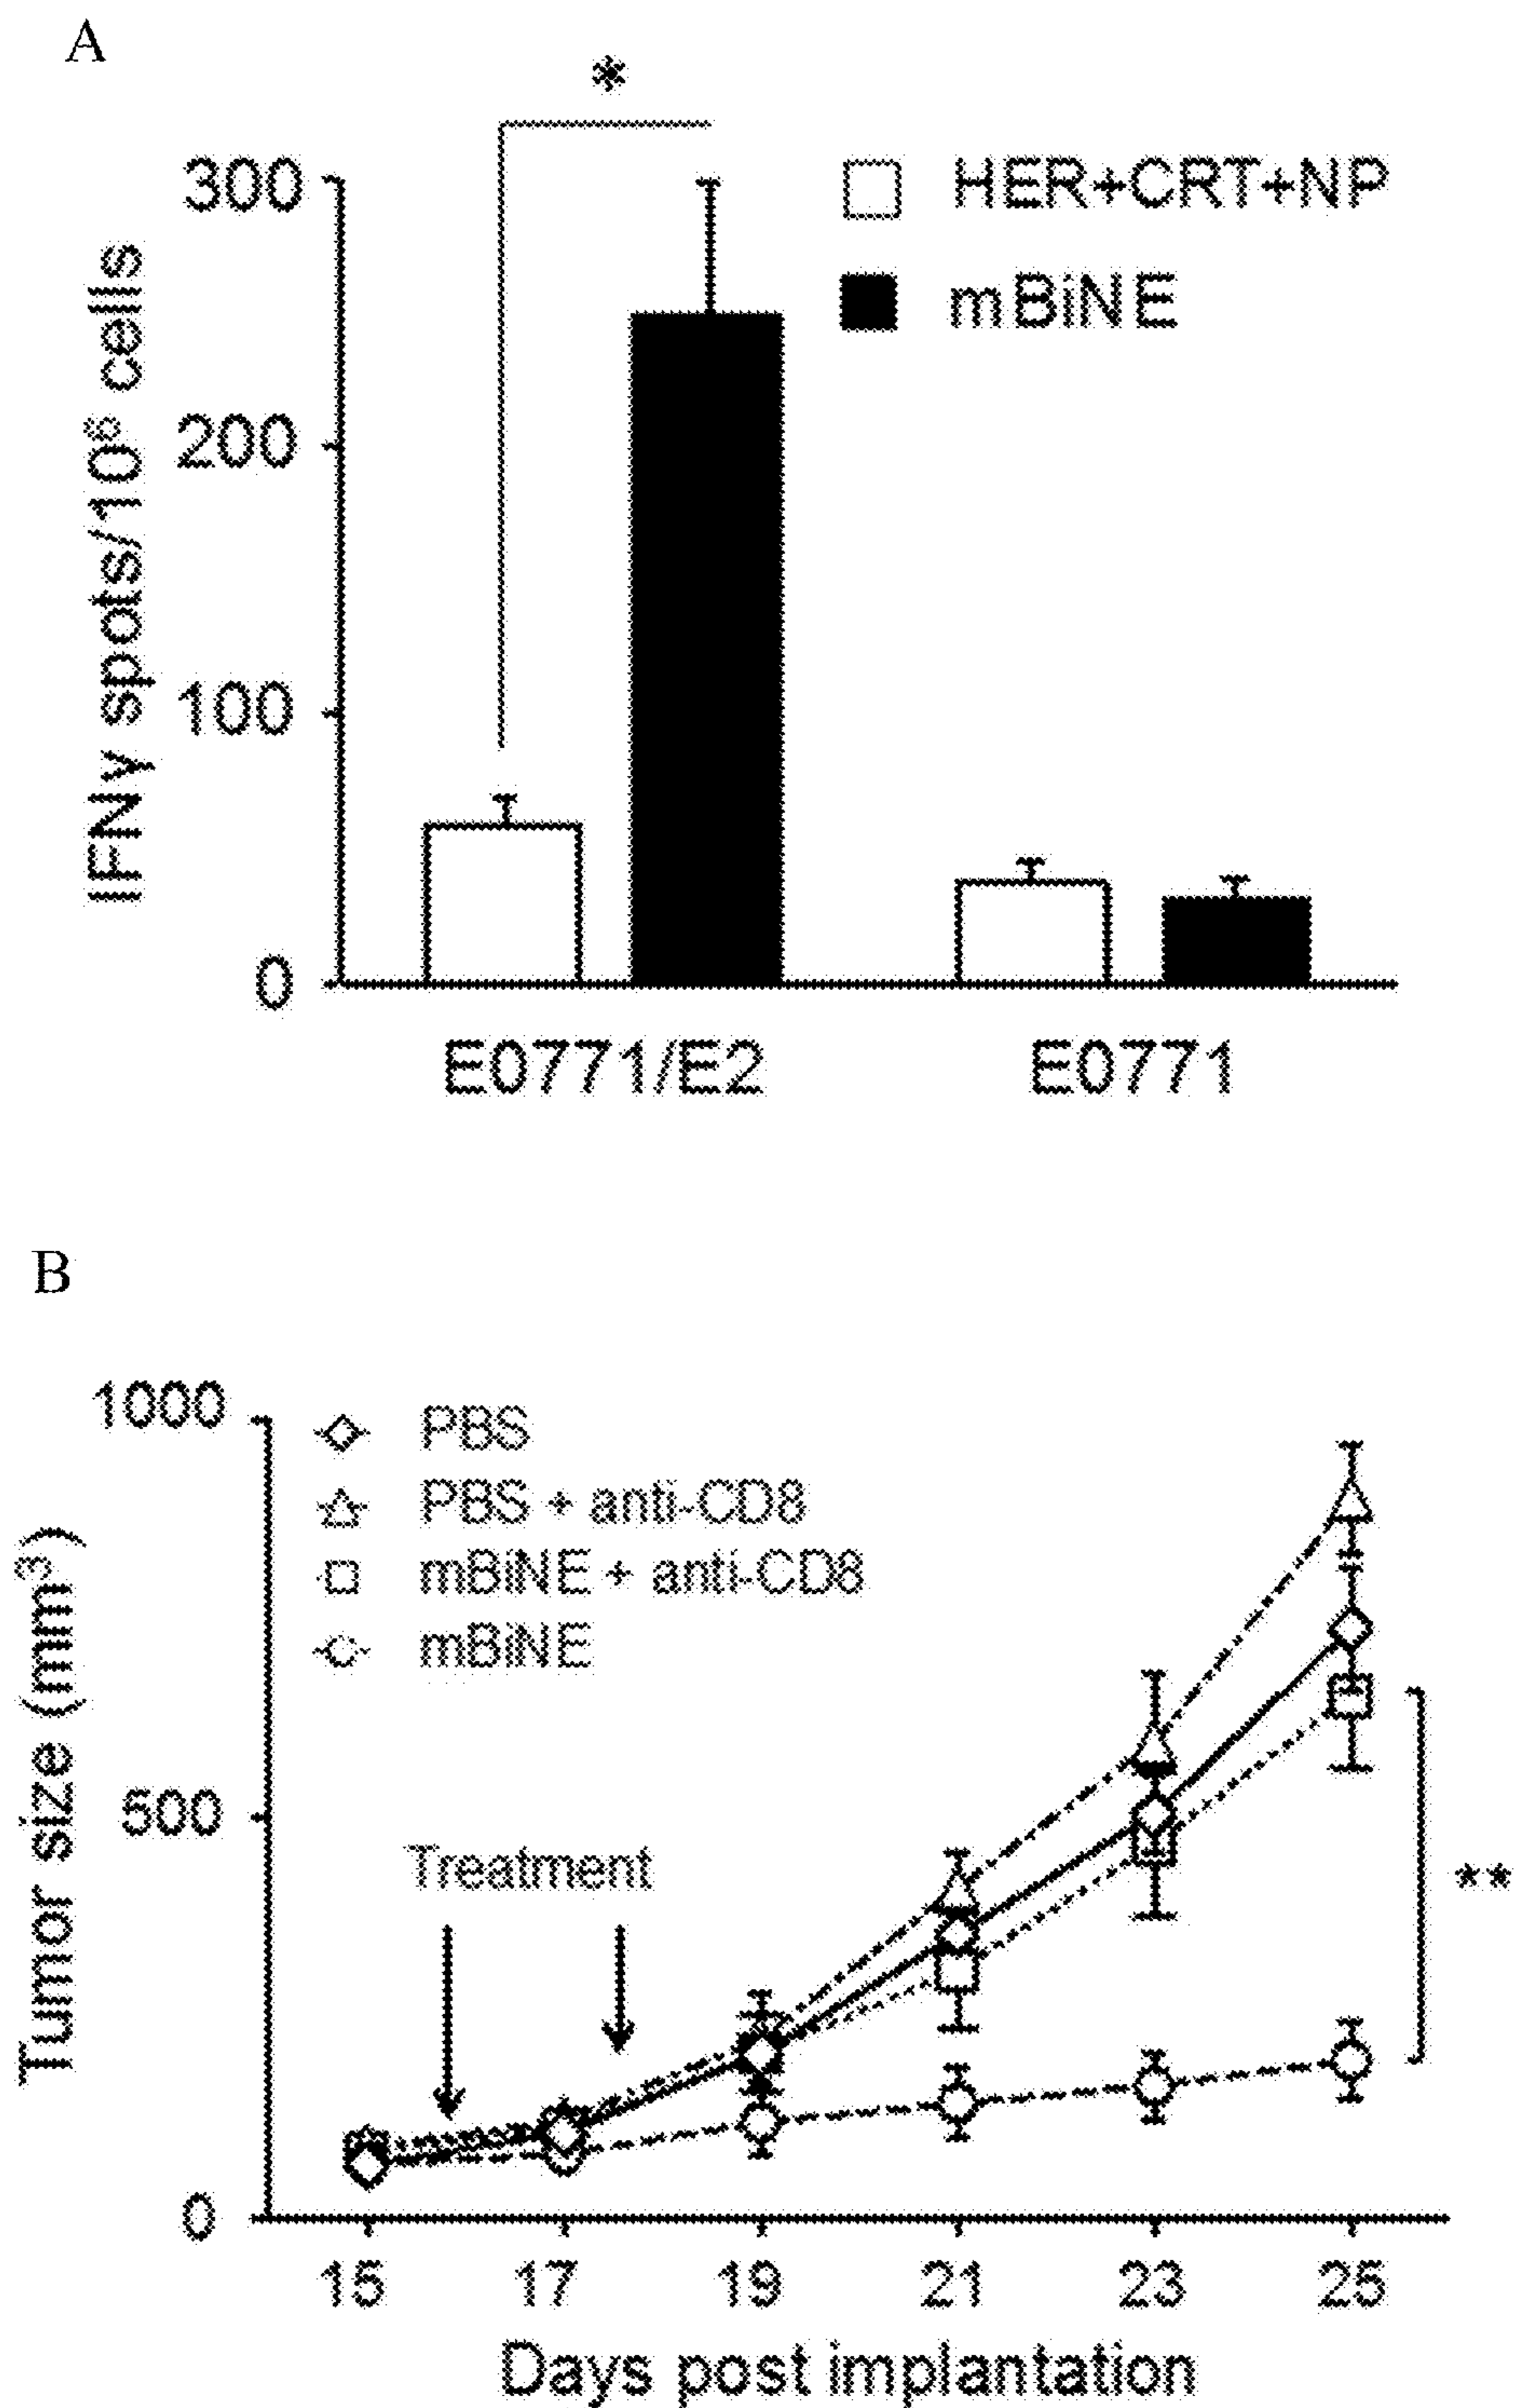 A
*
300
HER+CRT+NP
mBiNE
200
100
0
IFNγ spots/10⁶ cells
E0771/E2
E0771
B
1000
PBS
PBS + anti-CD8
mBiNE + anti-CD8
mBiNE
500
Treatment
**
0
Tumor size (mm³)
15 17 19 21 23 25
Days post implantation